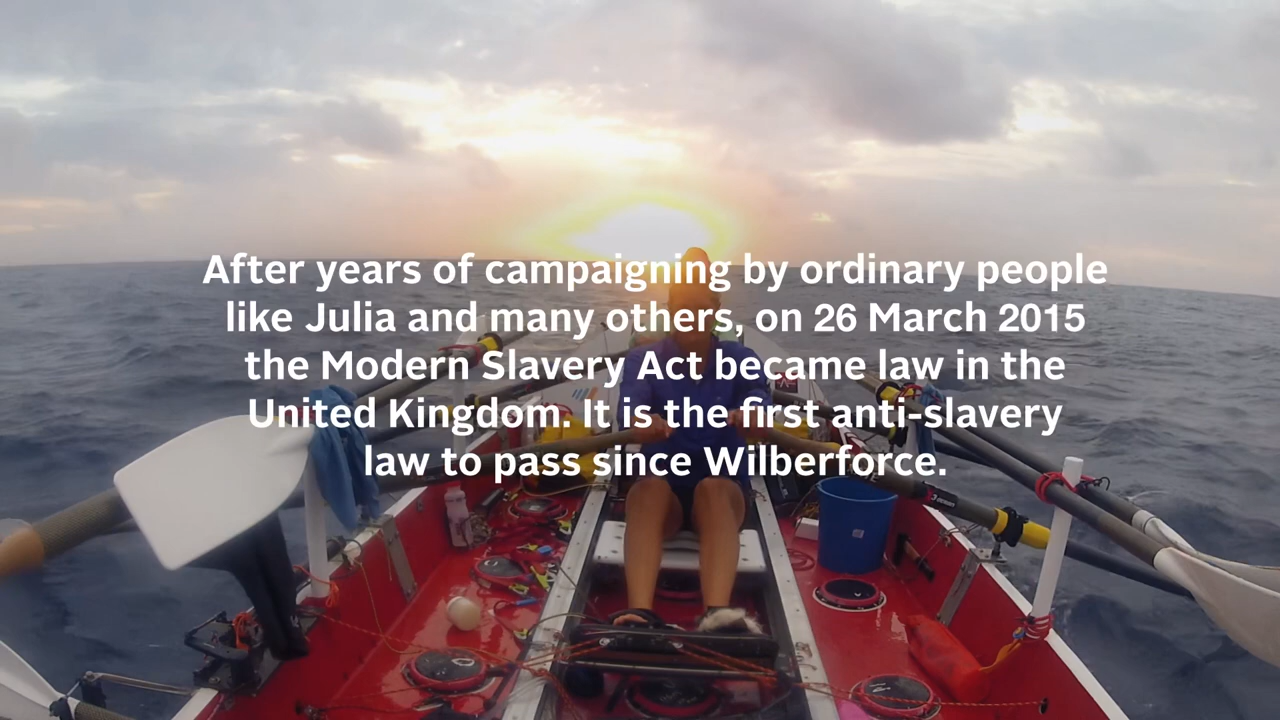 After years of campaigning by ordinary people
like Julia and many others, on 26 March 2015
the Modern Slavery Act became law in the
United Kingdom. It is the first anti-slavery
law to pass since Wilberforce.